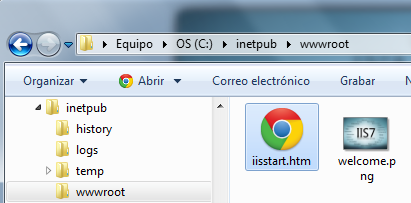 Equipo OS (C:) inetpub wwwroot
Organizar Abrir Correo electrónico Grabar
inetpub
history
logs
temp
wwwroot
IIS7
iisstart.htm
welcome.p
ng